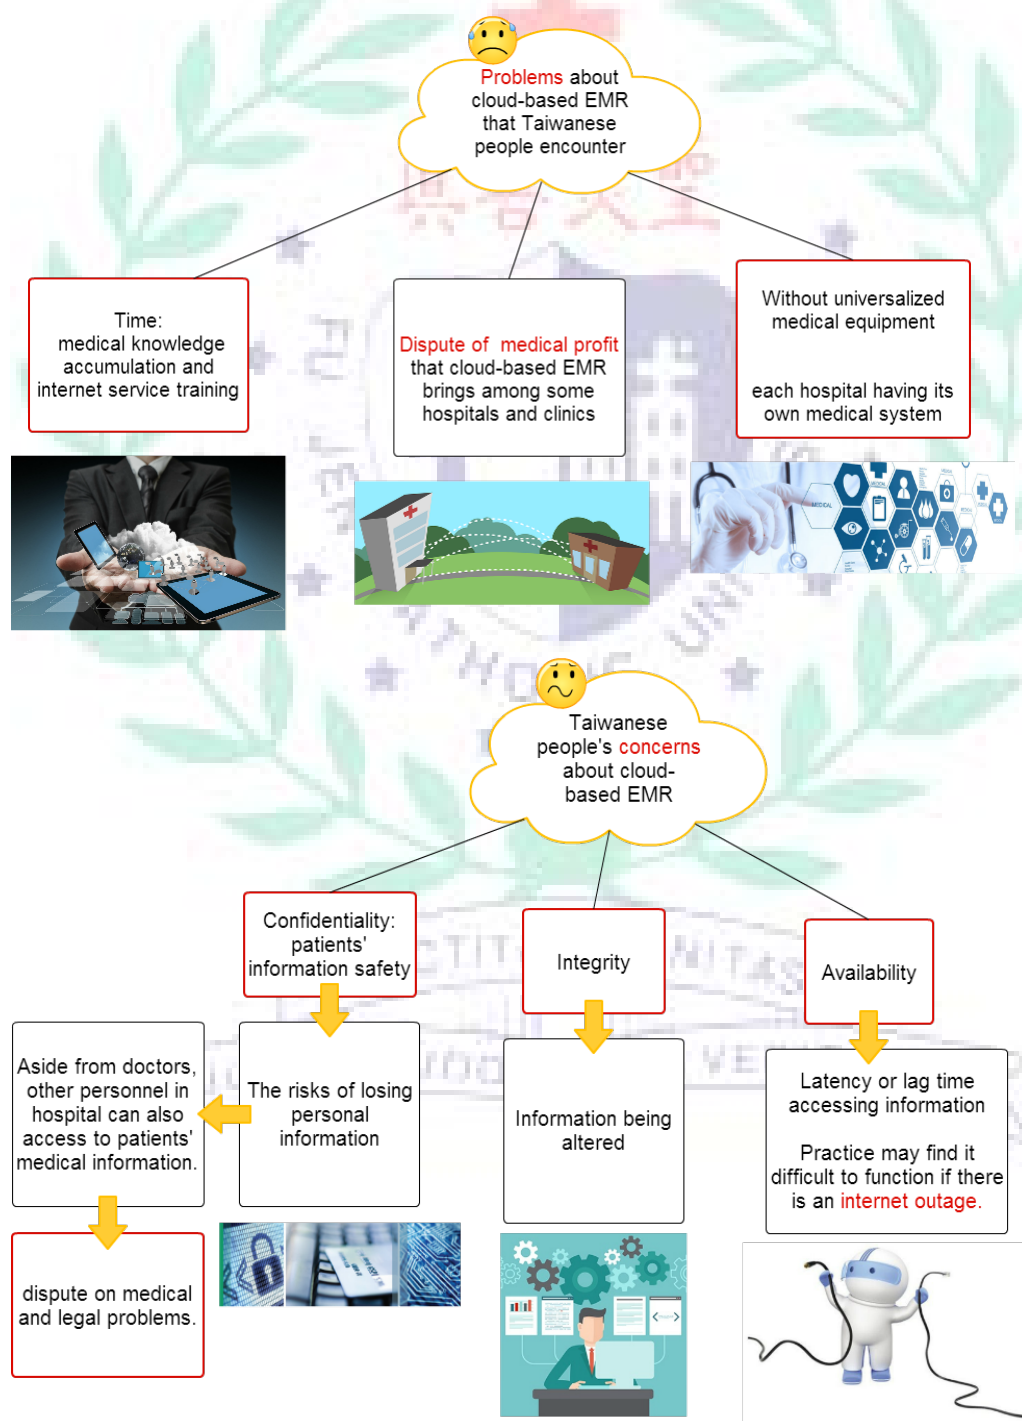 Problems about
cloud-based EMR
that Taiwanese
people encounter
Time:
medical knowledge
accumulation and
internet service training
Dispute of medical profit
that cloud-based EMR
brings among some
hospitals and clinics
Without universalized
medical equipment
each hospital having its
own medical system
MEDICAL
Taiwanese
people's concerns
about cloud-
based EMR
Confidentiality:
patients'
information safety
Integrity
Availability
Aside from doctors,
other personnel in
hospital can also
access to patients'
medical information.
The risks of losing
personal
information
Information being
altered
Latency or lag time
accessing information
Practice may find it
difficult to function if there
is an internet outage.
dispute on medical
and legal problems.